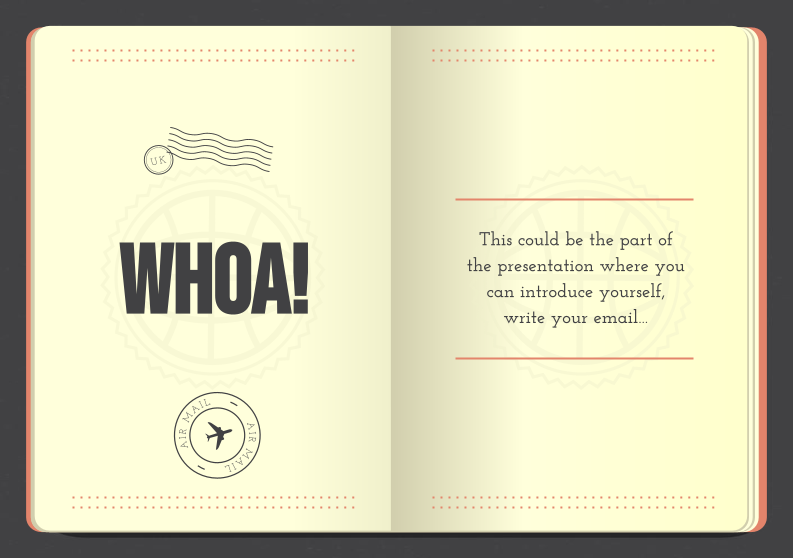 UK
WHOA!
AIR MAIL
AIR MAIL
This could be the part of
the presentation where you
can introduce yourself,
write your email...